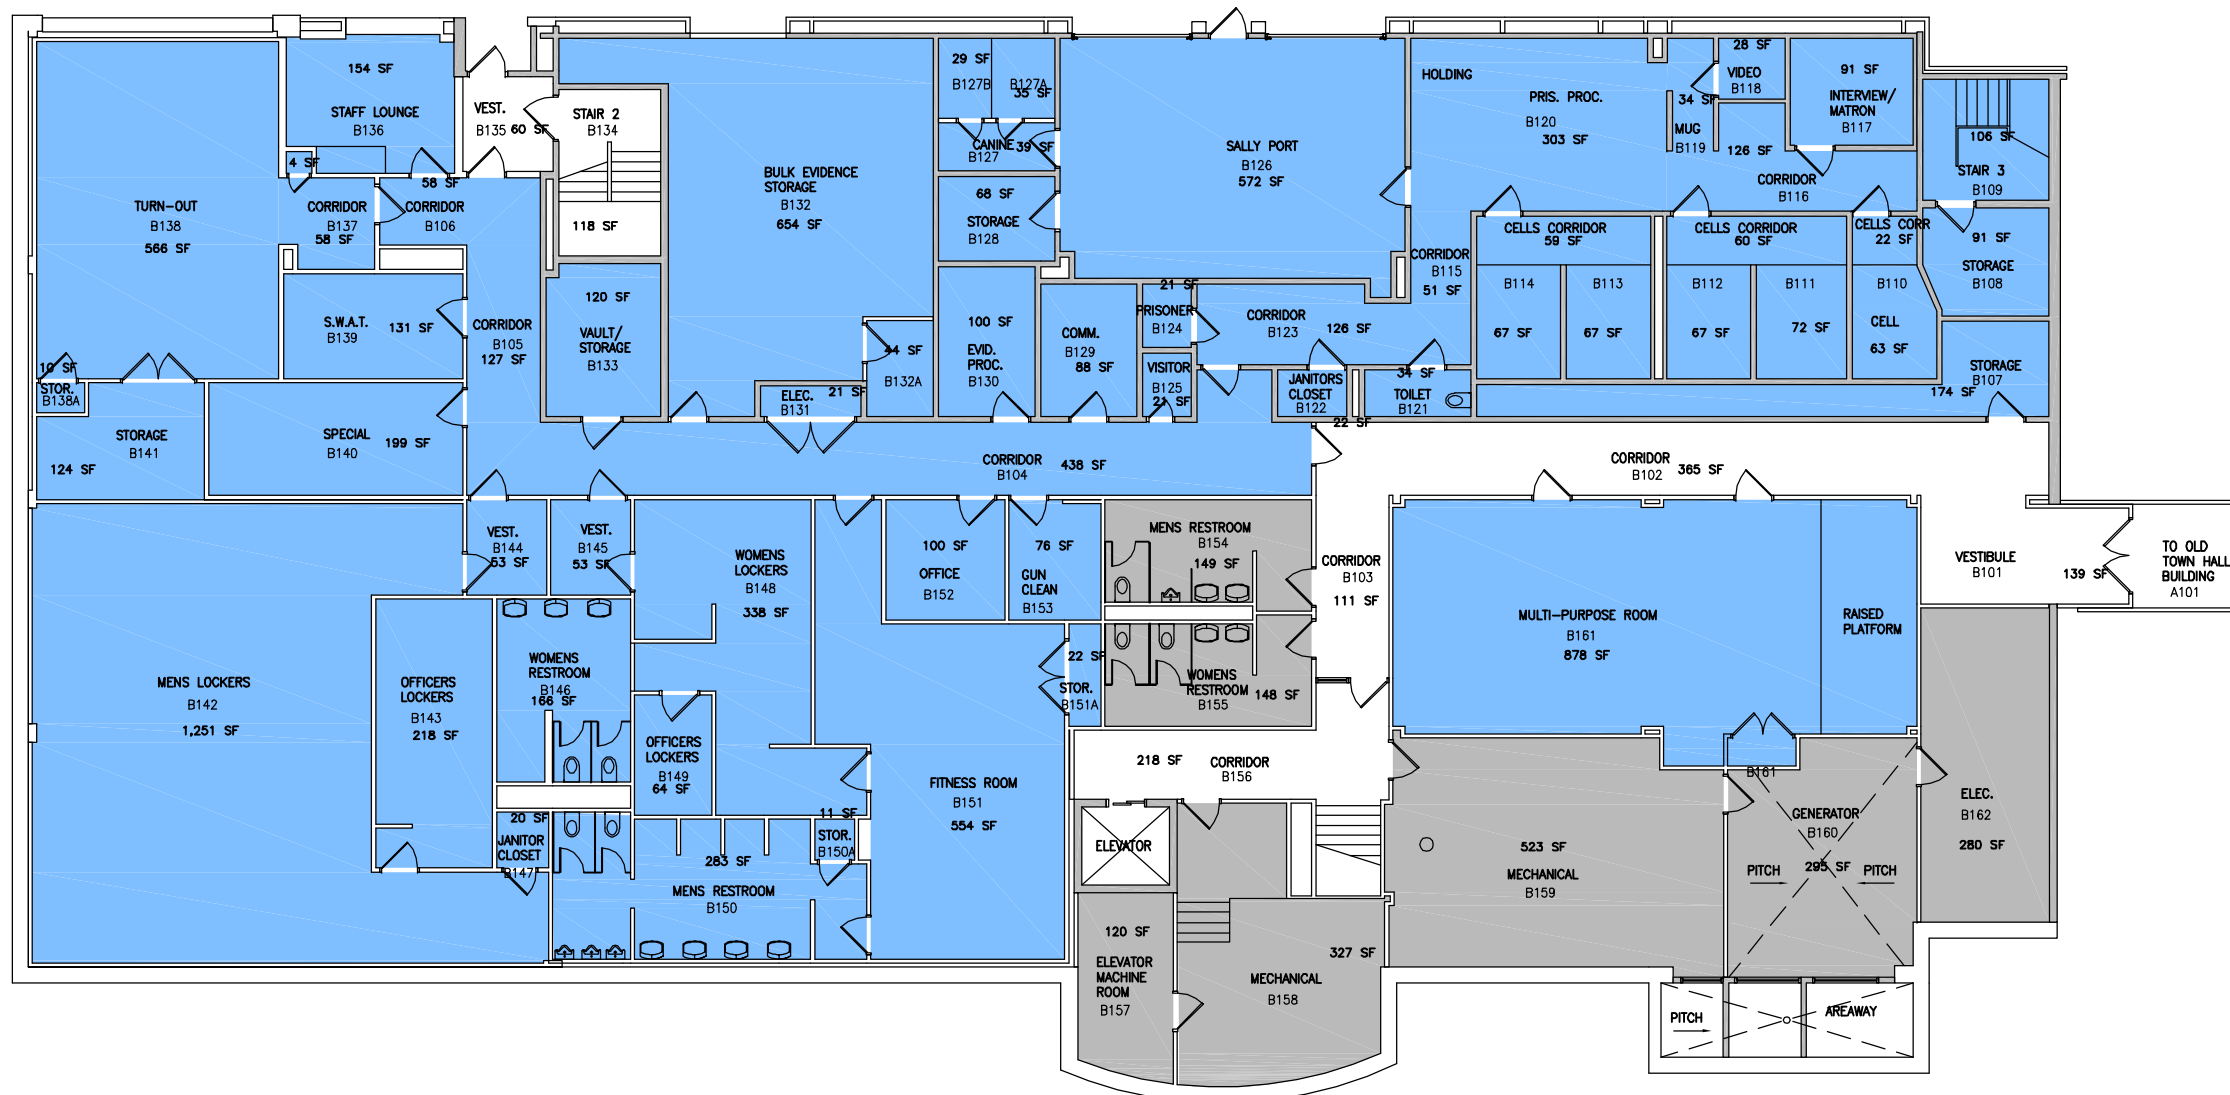 154 SF
STAFF LOUNGE
B136
4 SF
VEST.
B135
60 SF
STAIR 2
B134
118 SF
58 SF
CORRIDOR
B106
CORRIDOR
B137
58 SF
TURN-OUT
B138
566 SF
S.W.A.T.
B139
131 SF
CORRIDOR
B105
127 SF
10 SF
STOR.
B138A
STORAGE
B141
124 SF
SPECIAL
B140
199 SF
120 SF
VAULT/
STORAGE
B133
BULK EVIDENCE
STORAGE
B132
654 SF
44 SF
B132A
ELEC.
B131
21 SF
29 SF
B127B
B127A
35 SF
CANINE
B127
39 SF
68 SF
STORAGE
B128
100 SF
EVID.
PROC.
B130
COMM.
B129
88 SF
SALLY PORT
B126
572 SF
21 SF
PRISONER
B124
VISITOR
B125
21 SF
CORRIDOR
B123
126 SF
JANITORS
CLOSET
B122
22 SF
34 SF
TOILET
B121
CORRIDOR
B115
51 SF
HOLDING
PRIS. PROC.
B120
303 SF
34 SF
MUG
B119
28 SF
VIDEO
B118
91 SF
INTERVIEW/
MATRON
B117
126 SF
CORRIDOR
B116
CELLS CORRIDOR
59 SF
B114
B113
67 SF
67 SF
CELLS CORRIDOR
60 SF
B112
B111
67 SF
72 SF
CELLS CORR
22 SF
B110
CELL
63 SF
106 SF
STAIR 3
B109
91 SF
STORAGE
B108
STORAGE
B107
174 SF
CORRIDOR
B104
438 SF
CORRIDOR
B102
365 SF
VEST.
B144
53 SF
VEST.
B145
53 SF
WOMENS
LOCKERS
B148
338 SF
100 SF
OFFICE
B152
76 SF
GUN
CLEAN
B153
MENS RESTROOM
B154
149 SF
CORRIDOR
B103
111 SF
VESTIBULE
B101
139 SF
TO OLD
TOWN HALL
BUILDING
A101
MULTI-PURPOSE ROOM
B161
878 SF
RAISED
PLATFORM
MENS LOCKERS
B142
1,251 SF
OFFICERS
LOCKERS
B143
218 SF
WOMENS
RESTROOM
B146
166 SF
OFFICERS
LOCKERS
B149
64 SF
22 SF
STOR.
B151A
WOMENS
RESTROOM
B155
148 SF
218 SF
CORRIDOR
B156
FITNESS ROOM
B151
554 SF
20 SF
JANITOR
CLOSET
B147
283 SF
MENS RESTROOM
B150
11 SF
STOR.
B150A
ELEVATOR
120 SF
ELEVATOR
MACHINE
ROOM
B157
327 SF
MECHANICAL
B158
523 SF
MECHANICAL
B159
B161
GENERATOR
B160
295 SF
PITCH
PITCH
ELEC.
B162
280 SF
PITCH
AREAWAY